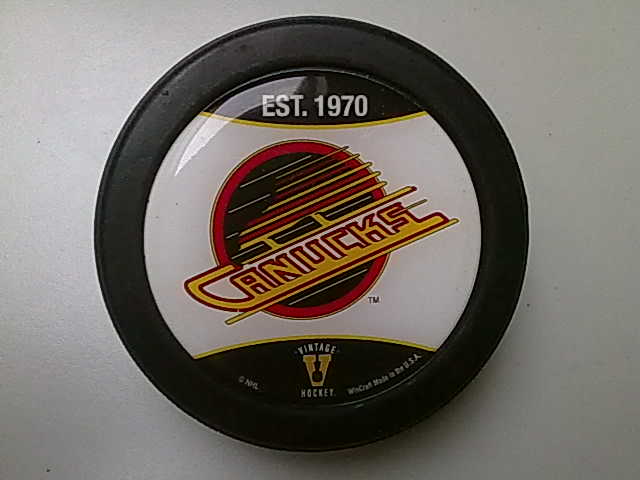 EST. 1970
CANUCKS
TM
VINTAGE
V
HOCKEY
© NHL
WinCraft Made in the U.S.A.